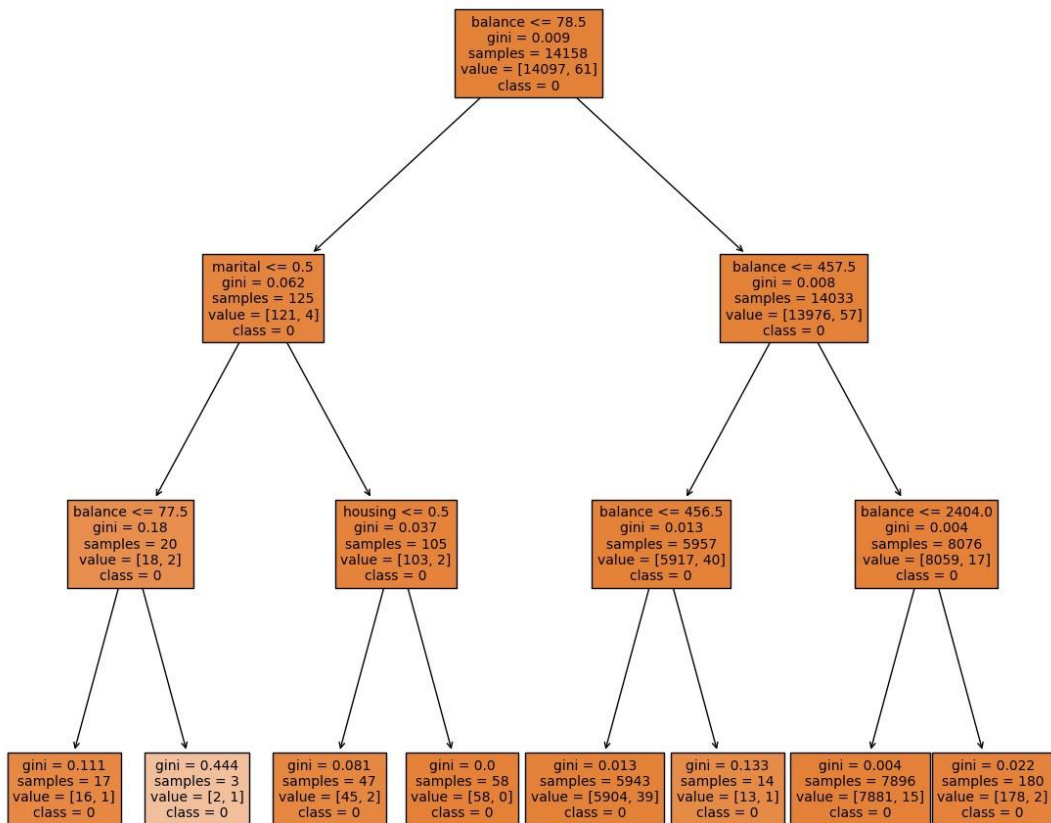 balance <= 78.5
gini = 0.009
samples = 14158
value = [14097, 61]
class = 0
marital <= 0.5
gini = 0.062
samples = 125
value = [121, 4]
class = 0
balance <= 457.5
gini = 0.008
samples = 14033
value = [13976, 57]
class = 0
balance <= 77.5
gini = 0.18
samples = 20
value = [18, 2]
class = 0
housing <= 0.5
gini = 0.037
samples = 105
value = [103, 2]
class = 0
balance <= 456.5
gini = 0.013
samples = 5957
value = [5917, 40]
class = 0
balance <= 2404.0
gini = 0.004
samples = 8076
value = [8059, 17]
class = 0
gini = 0.111
samples = 17
value = [16, 1]
class = 0
gini = 0.444
samples = 3
value = [2, 1]
class = 0
gini = 0.081
samples = 47
value = [45, 2]
class = 0
gini = 0.0
samples = 58
value = [58, 0]
class = 0
gini = 0.013
samples = 5943
value = [5904, 39]
class = 0
gini = 0.133
samples = 14
value = [13, 1]
class = 0
gini = 0.004
samples = 7896
value = [7881, 15]
class = 0
gini = 0.022
samples = 180
value = [178, 2]
class = 0